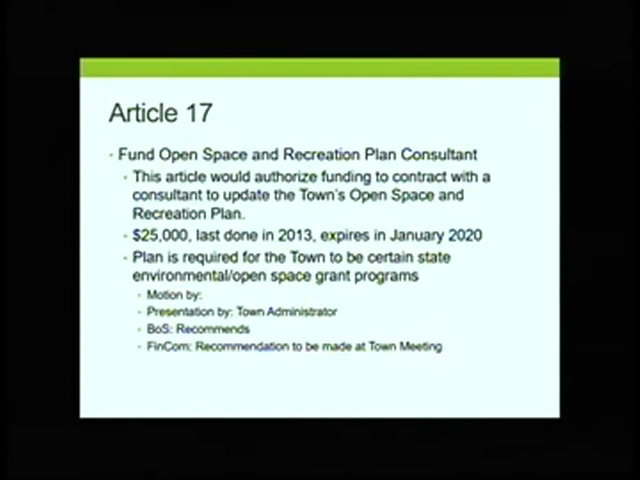 Article 17
· Fund Open Space and Recreation Plan Consultant
· This article would authorize funding to contract with a
consultant to update the Town's Open Space and
Recreation Plan.
· $25,000, last done in 2013, expires in January 2020
· Plan is required for the Town to be certain state
environmental/open space grant programs
· Motion by:
· Presentation by: Town Administrator
· BoS: Recommends
· FinCom: Recommendation to be made at Town Meeting